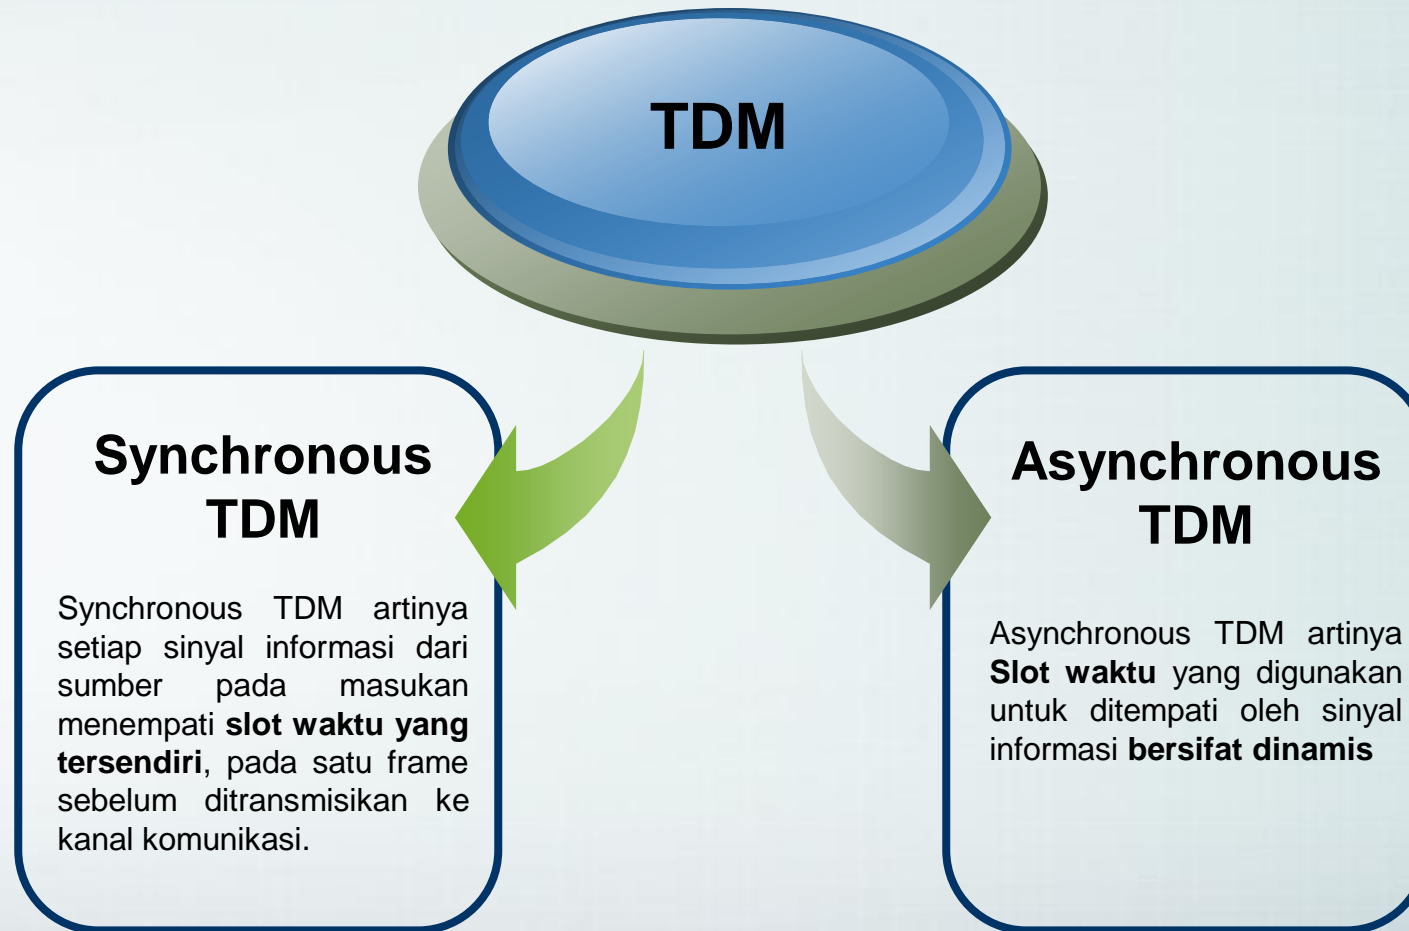 TDM
Synchronous
TDM
Synchronous TDM artinya
setiap sinyal informasi dari
sumber pada masukan
menempati slot waktu yang
tersendiri, pada satu frame
sebelum ditransmisikan ke
kanal komunikasi.
Asynchronous
TDM
Asynchronous TDM artinya
Slot waktu yang digunakan
untuk ditempati oleh sinyal
informasi bersifat dinamis